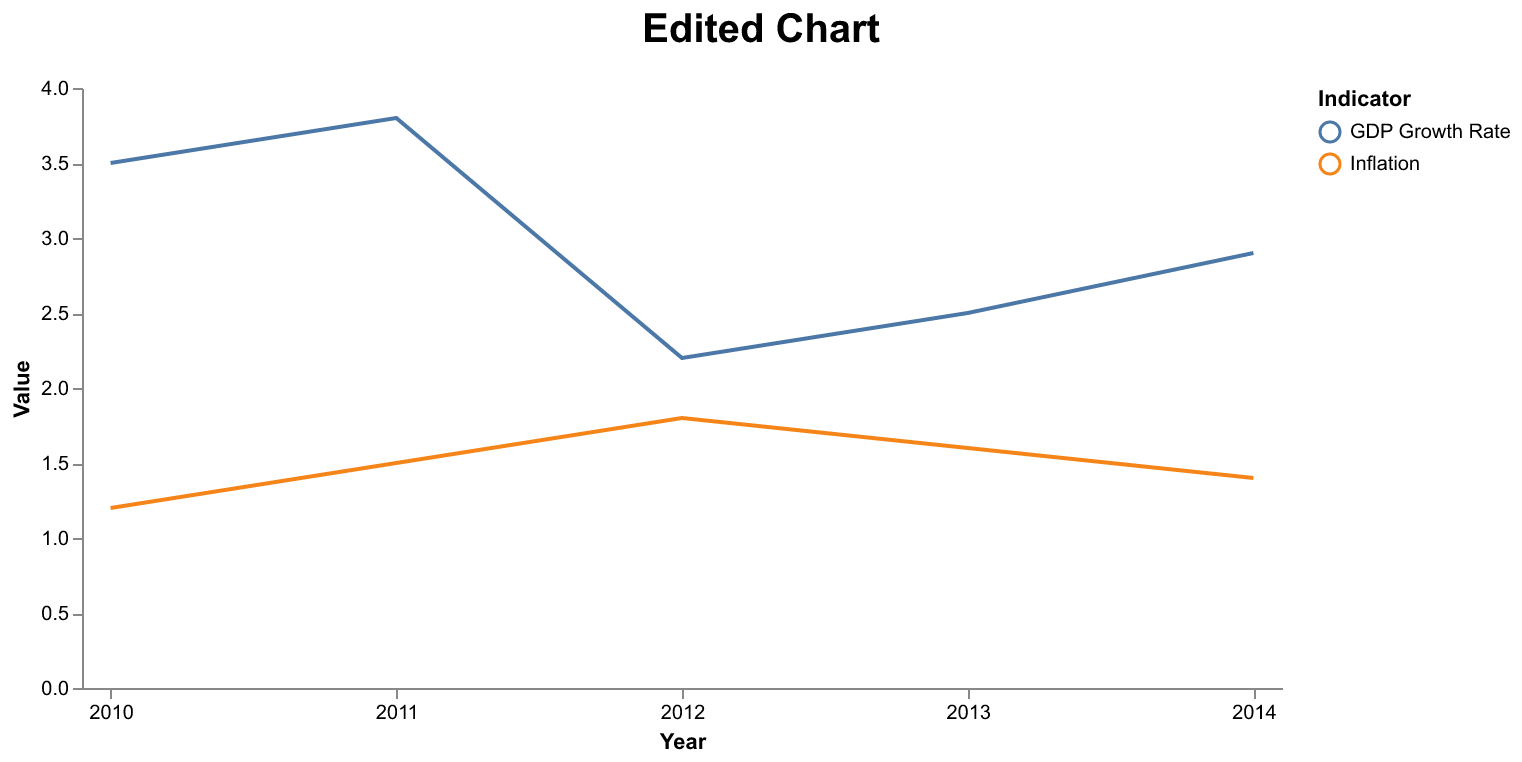 Edited Chart
4.0
3.5
3.0
2.5
2.0
1.5
1.0
0.5
0.0
Value
2010 2011 2012 2013 2014
Year
Indicator
GDP Growth Rate
Inflation